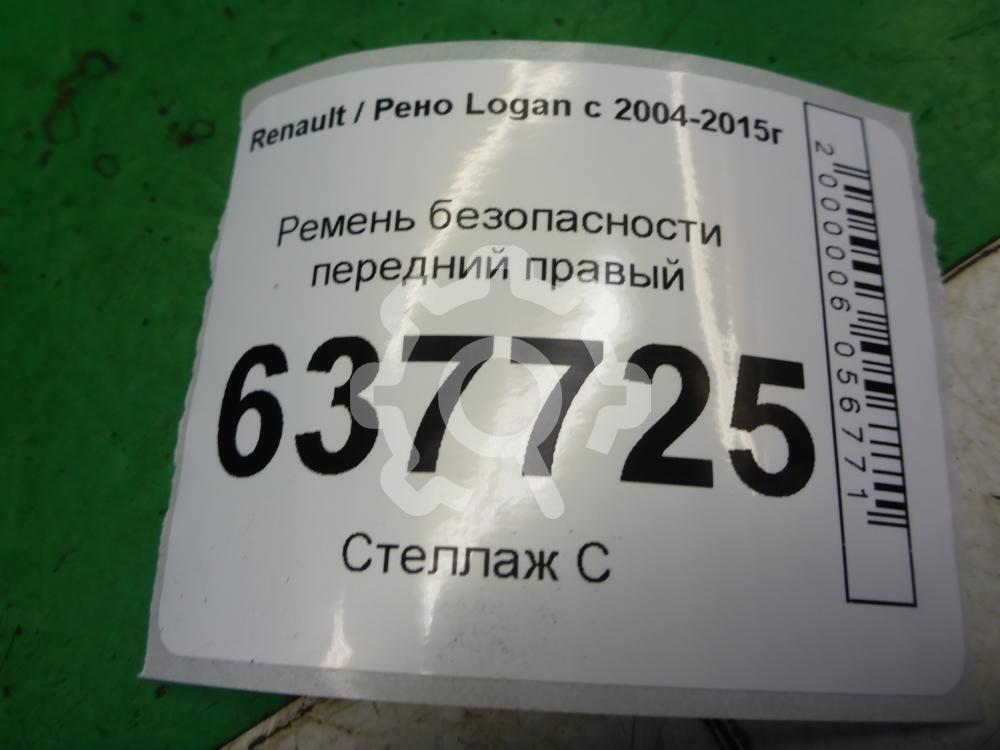 Renault / Рено Logan с 2004-2015г
Ремень безопасности
передний правый
637725
Стеллаж С
2000006056771